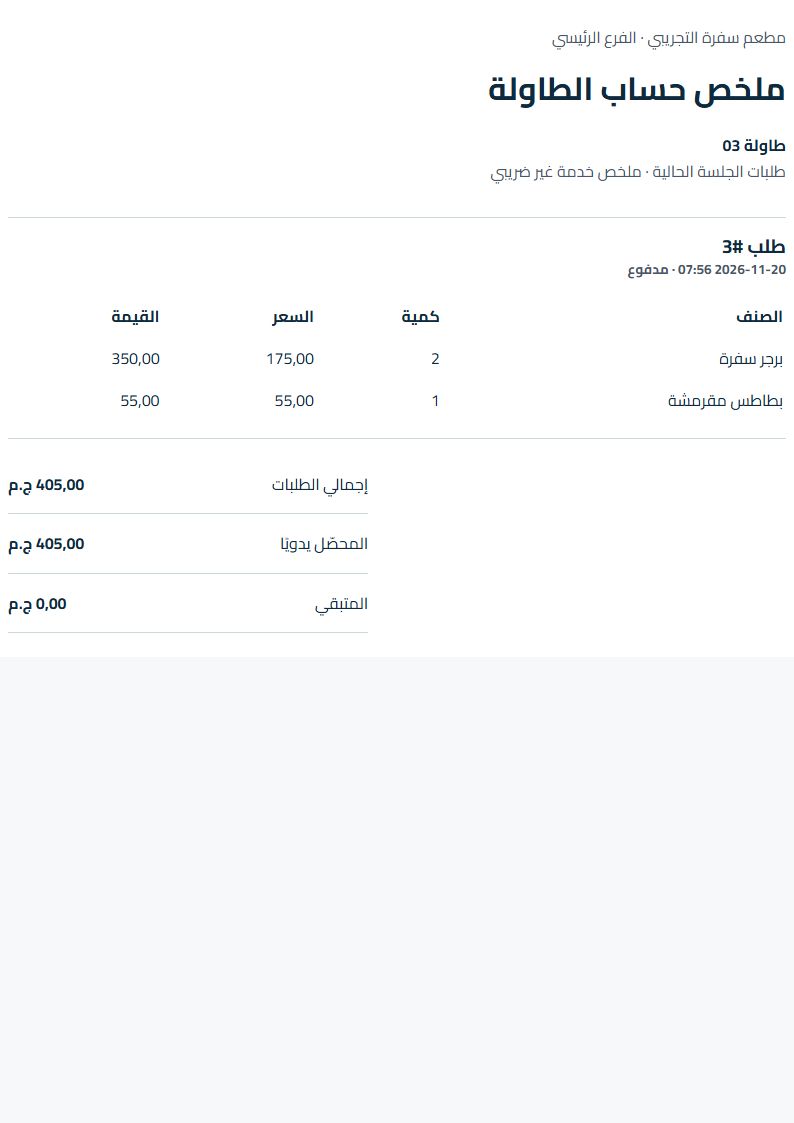 مطعم سفرة التجريبي · الفرع الرئيسي
ملخص حساب الطاولة
طاولة 03
طلبات الجلسة الحالية · ملخص خدمة غير ضريبي
طلب #3
2026-11-20 07:56 · مدفوع
الصنف كمية السعر القيمة
برجر سفرة 2 175,00 350,00
بطاطس مقرمشة 1 55,00 55,00
إجمالي الطلبات 405,00 ج.م
المحصّل يدويًا 405,00 ج.م
المتبقي 0,00 ج.م